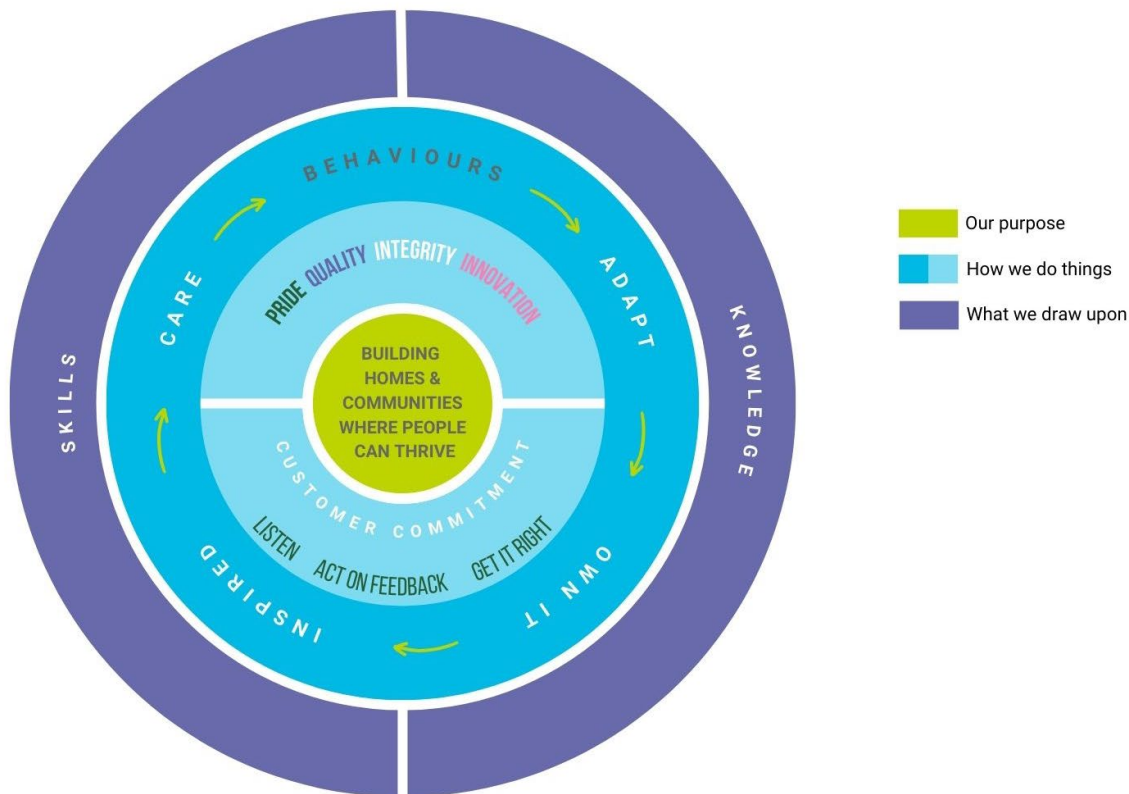 BEHAVIOURS
ADAPT
OWN IT
INSPIRED
CARE
SKILLS
KNOWLEDGE
PRIDE QUALITY INTEGRITY INNOVATION
BUILDING
HOMES &
COMMUNITIES
WHERE PEOPLE
CAN THRIVE
CUSTOMER COMMITMENT
LISTEN ACT ON FEEDBACK GET IT RIGHT
Our purpose
How we do things
What we draw upon